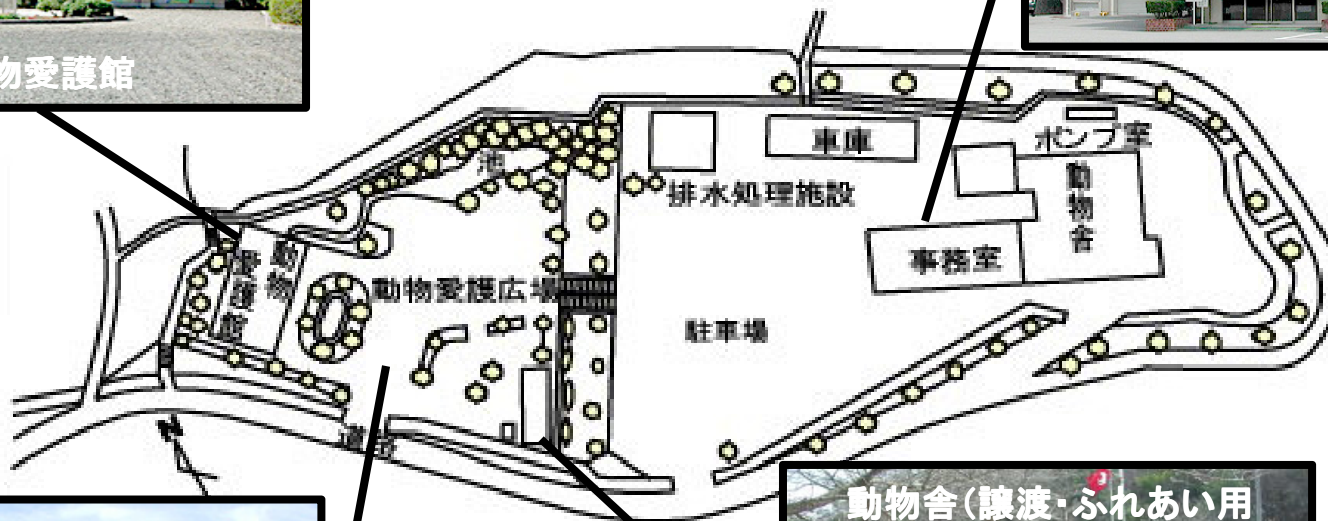 物愛護館
車庫
ポンプ室
池
排水処理施設
動物舎
動物
愛護館
事務室
動物愛護広場
駐車場
道路
N
動物舎(譲渡・ふれあい用